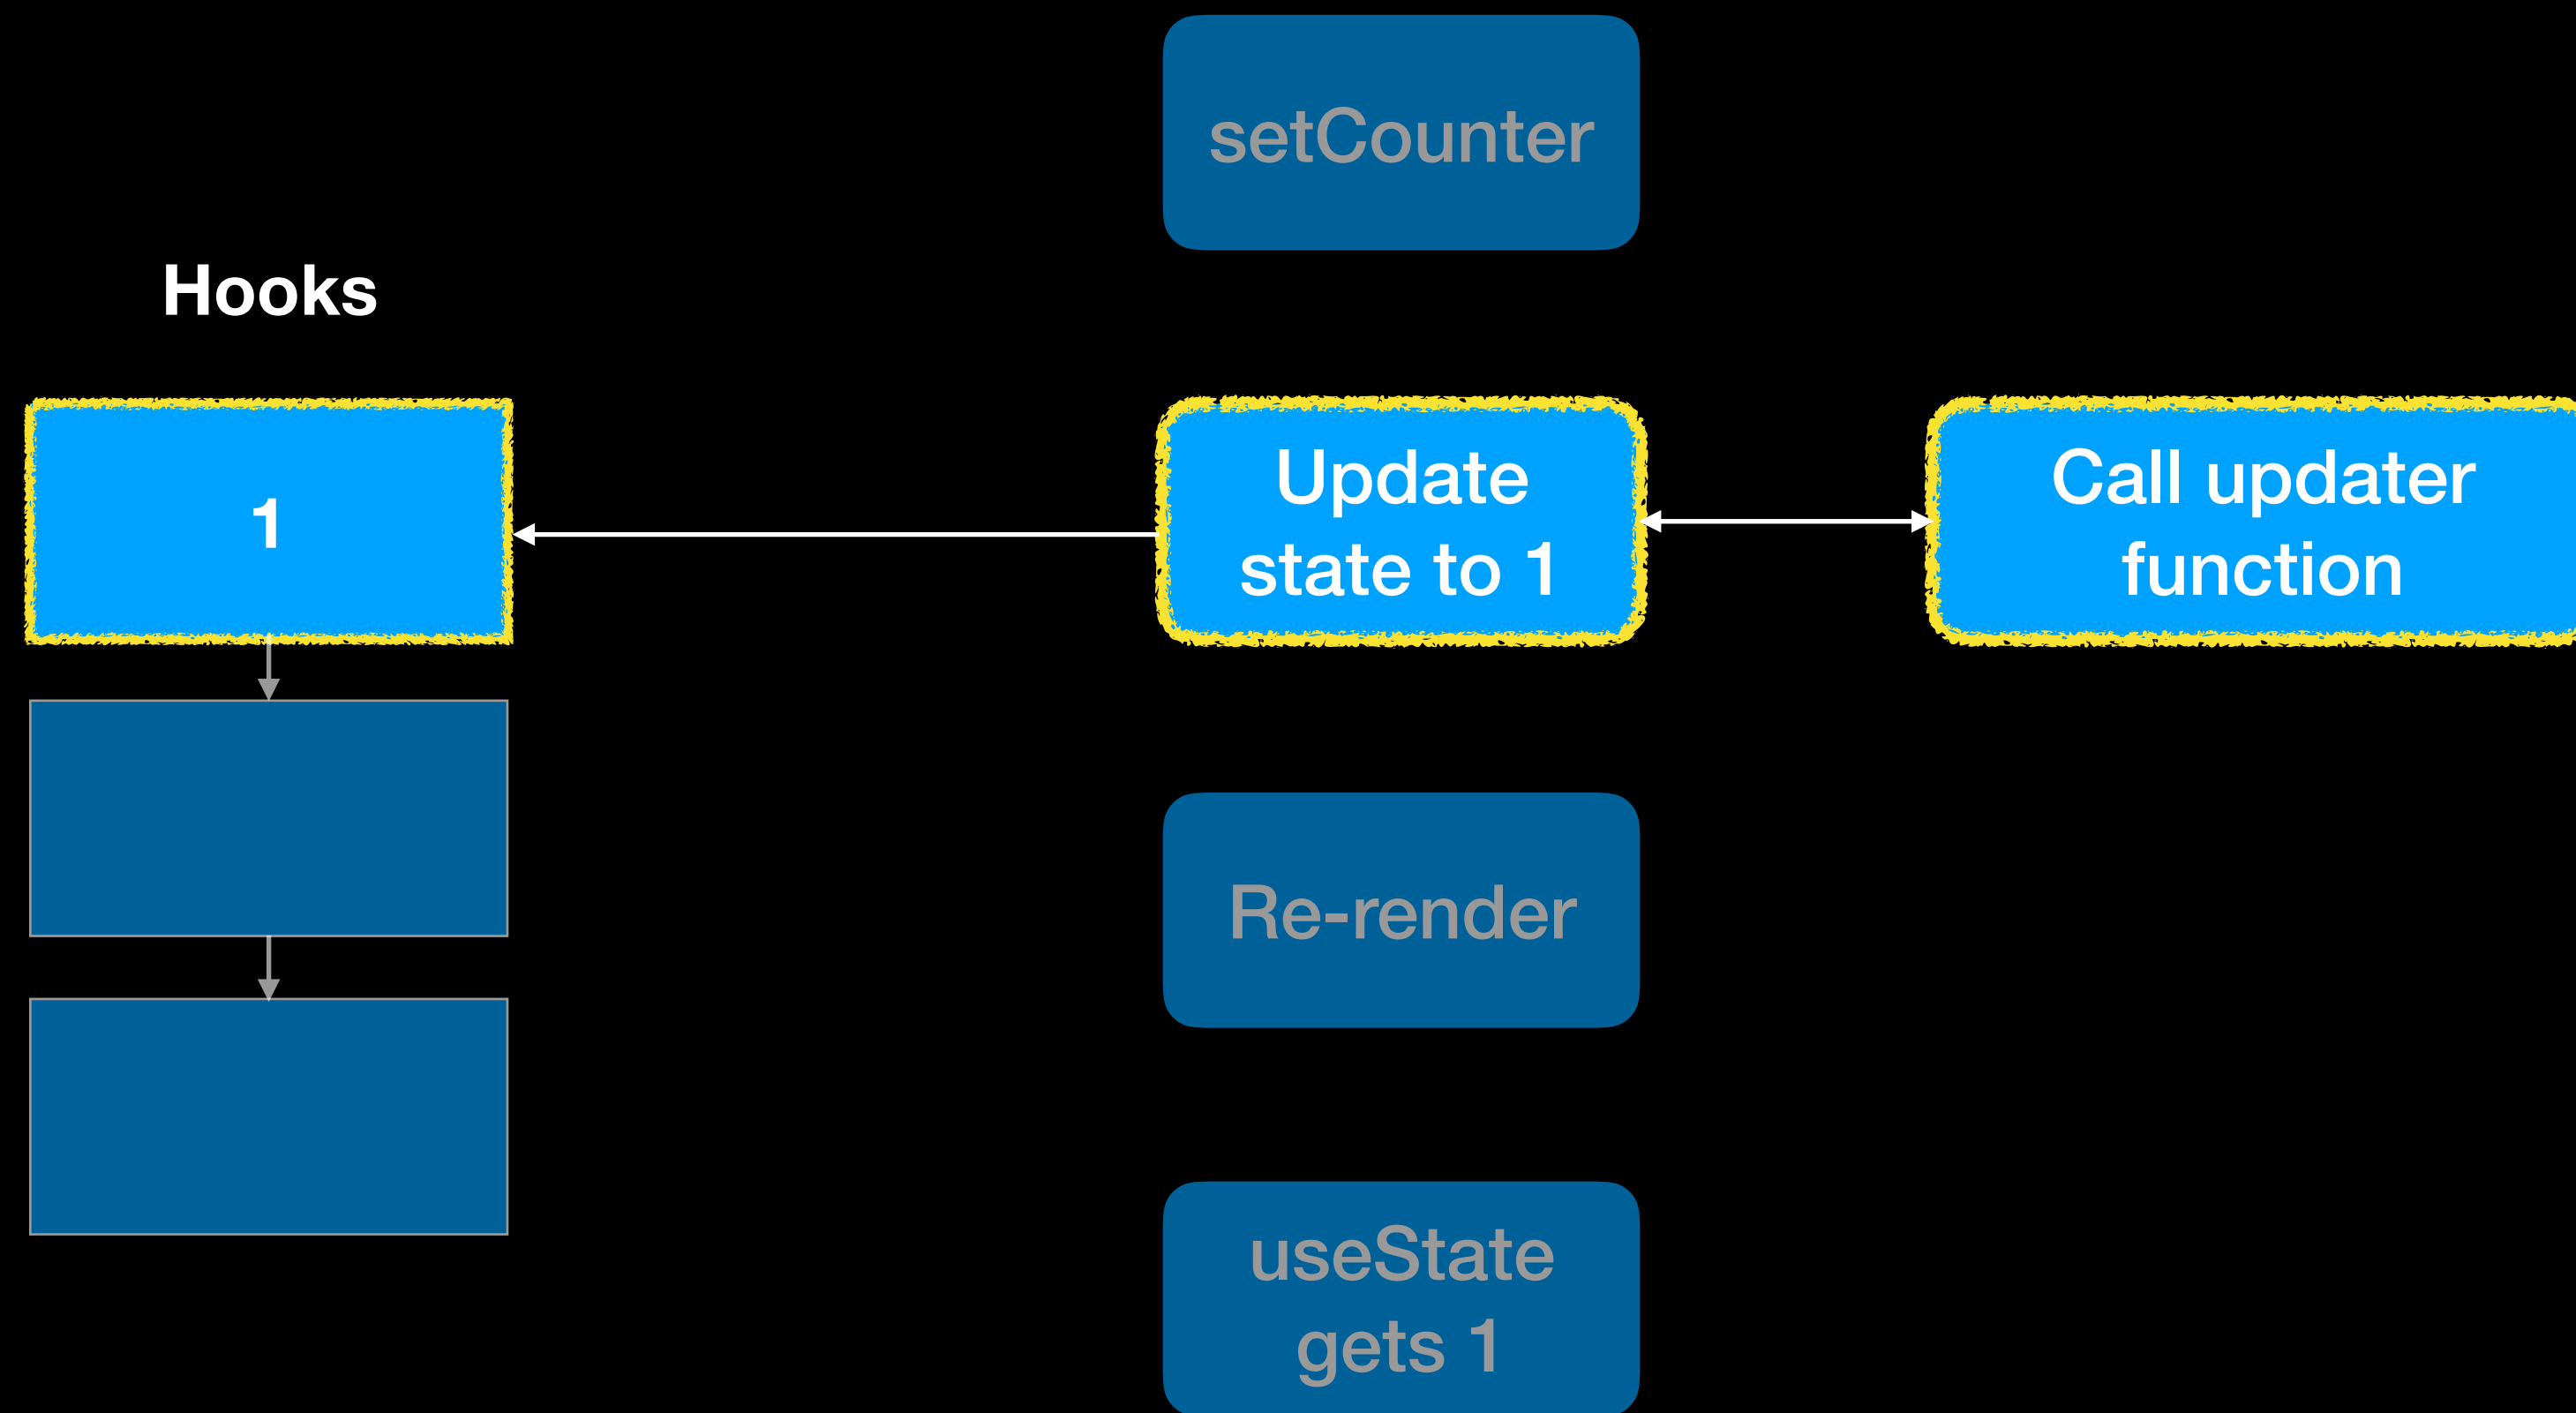 setCounter
Hooks
1
Update
state to 1
Call updater
function
Re-render
useState
gets 1